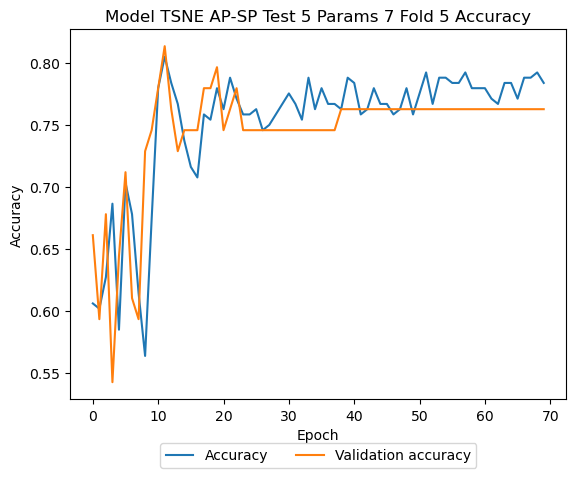 Model TSNE AP-SP Test 5 Params 7 Fold 5 Accuracy
0.80
0.75
0.70
0.65
0.60
0.55
Accuracy
0 10 20 30 40 50 60 70
Epoch
Accuracy Validation accuracy